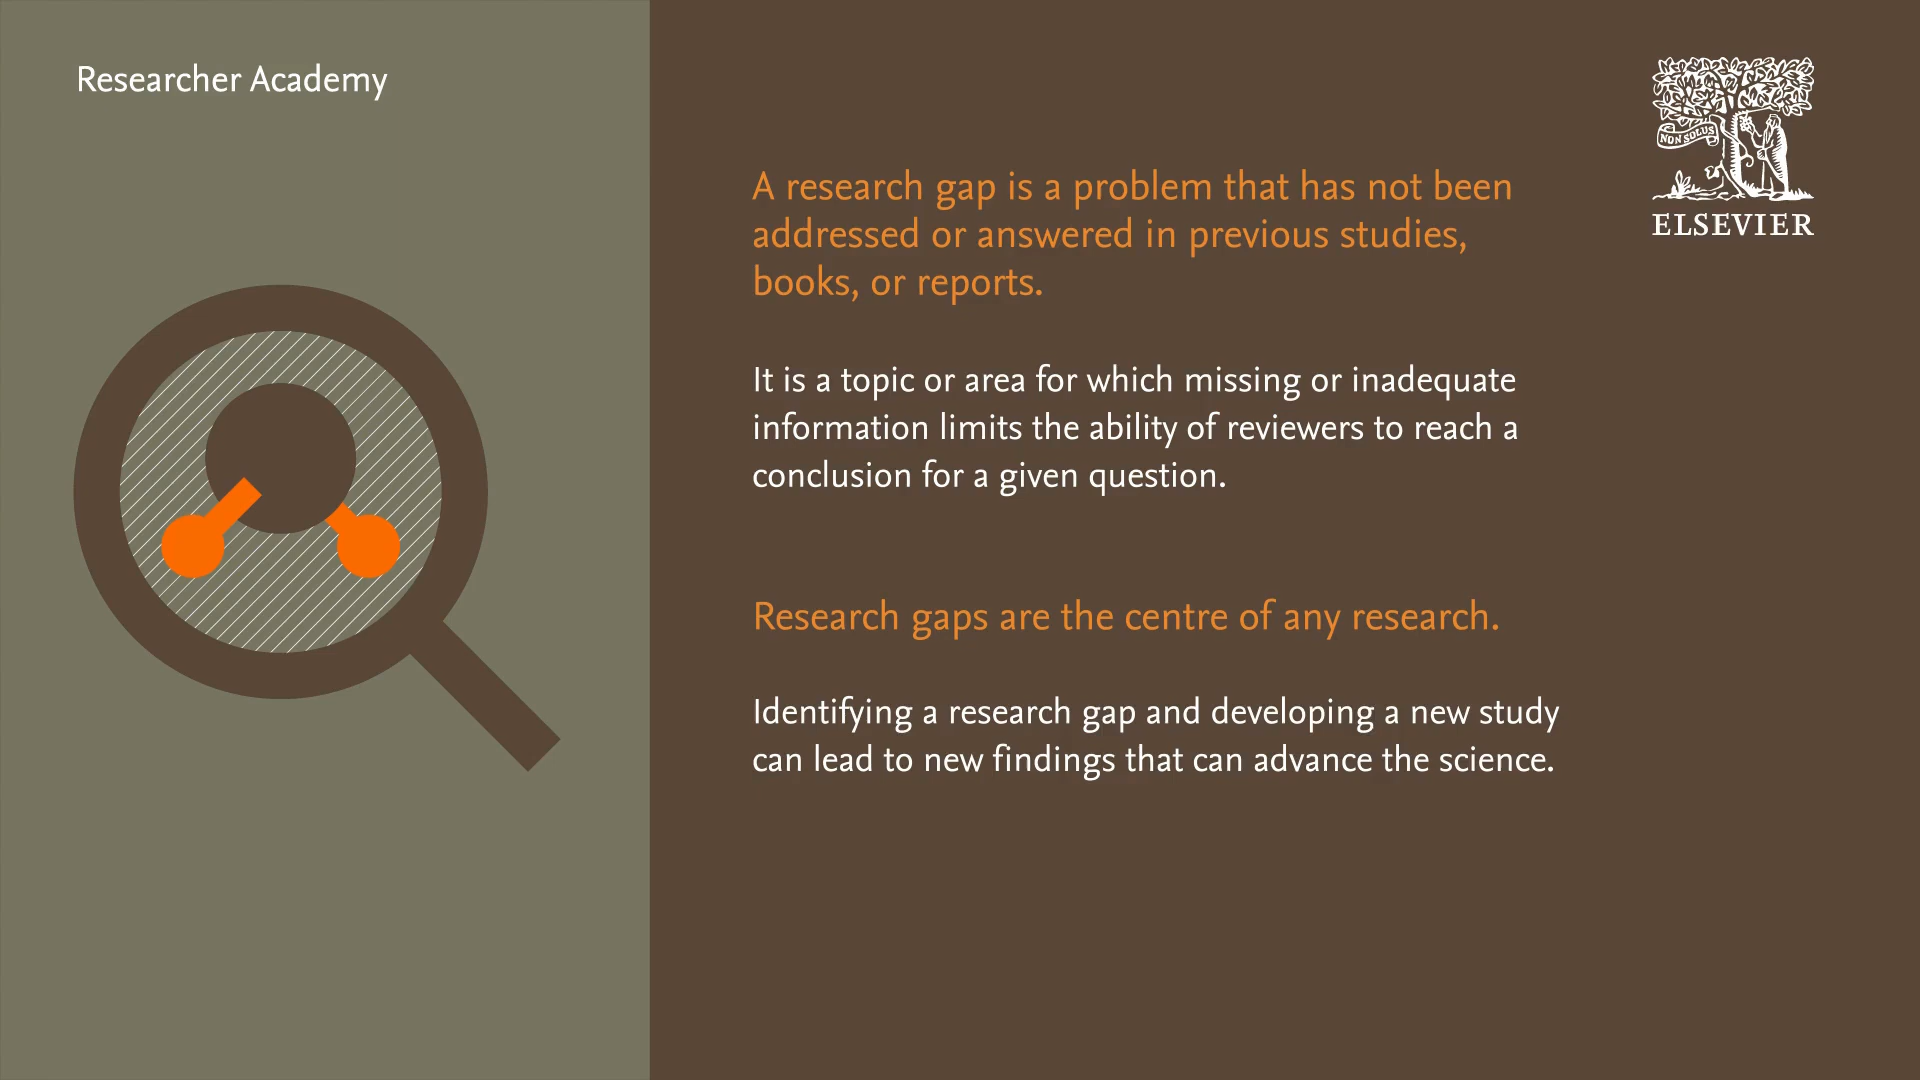 Researcher Academy
A research gap is a problem that has not been
addressed or answered in previous studies,
books, or reports.
It is a topic or area for which missing or inadequate
information limits the ability of reviewers to reach a
conclusion for a given question.
Research gaps are the centre of any research.
Identifying a research gap and developing a new study
can lead to new findings that can advance the science.
NON SOLUS
ELSEVIER